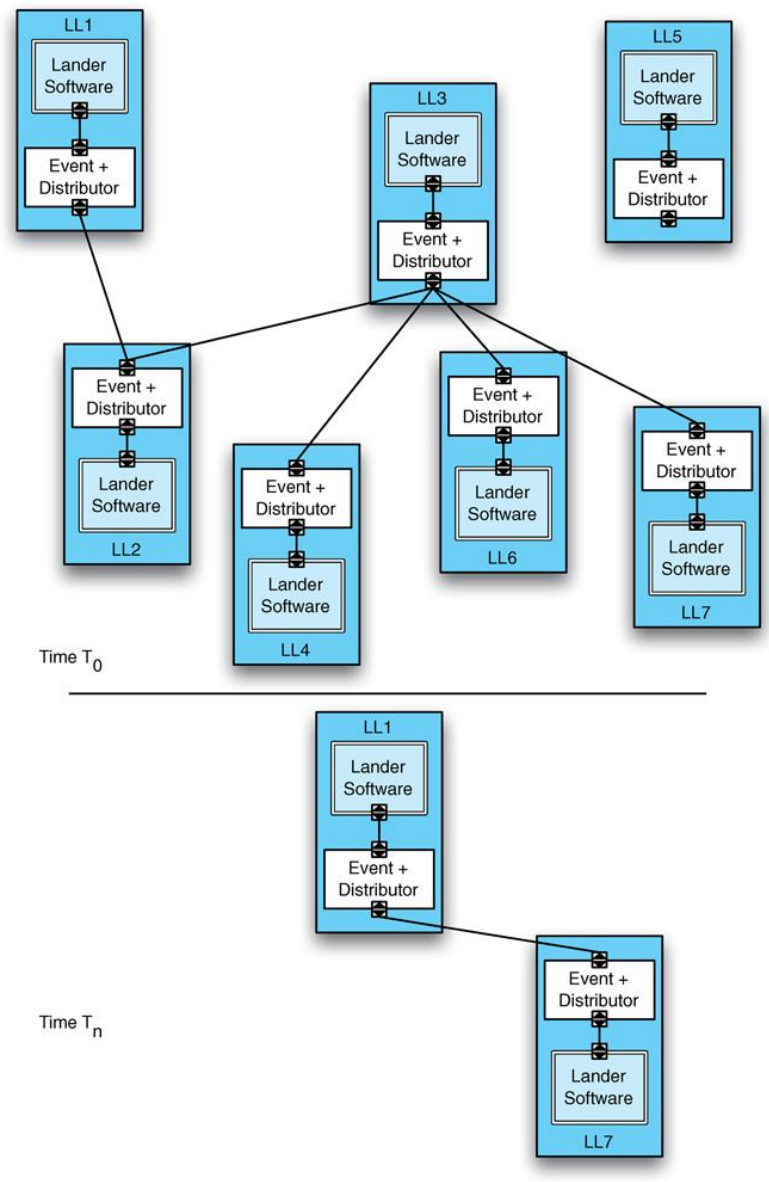 LL1
Lander
Software
Event +
Distributor
LL5
Lander
Software
Event +
Distributor
LL3
Lander
Software
Event +
Distributor
Event +
Distributor
Lander
Software
LL2
Event +
Distributor
Lander
Software
LL4
Event +
Distributor
Lander
Software
LL6
Event +
Distributor
Lander
Software
LL7
Time T0
LL1
Lander
Software
Event +
Distributor
Event +
Distributor
Lander
Software
LL7
Time Tn